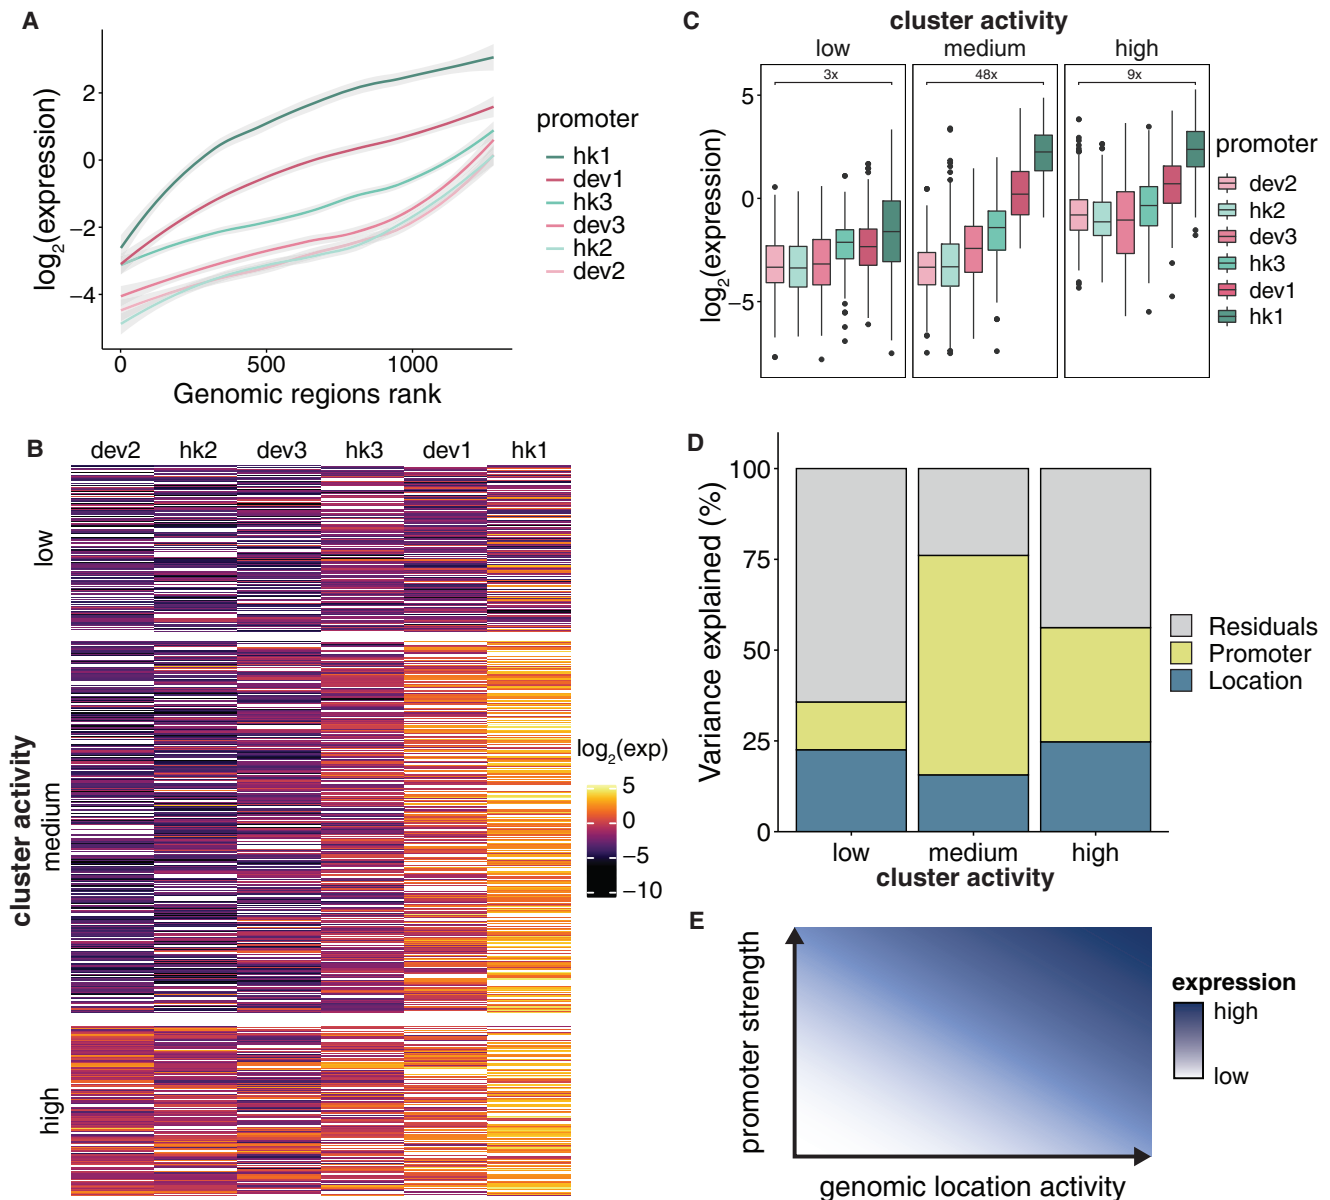 A
log2(expression)
2
0
−2
−4
0
500
1000
Genomic regions rank
promoter
hk1
dev1
hk3
dev3
hk2
dev2
B
dev2
hk2
dev3
hk3
dev1
hk1
cluster activity
low
medium
high
log2(exp)
5
0
−5
−10
C
cluster activity
low
medium
high
3x
48x
9x
log2(expression)
5
0
−5
promoter
dev2
hk2
dev3
hk3
dev1
hk1
D
Variance explained (%)
100
75
50
25
0
low
medium
high
cluster activity
Residuals
Promoter
Location
E
promoter strength
genomic location activity
expression
high
low